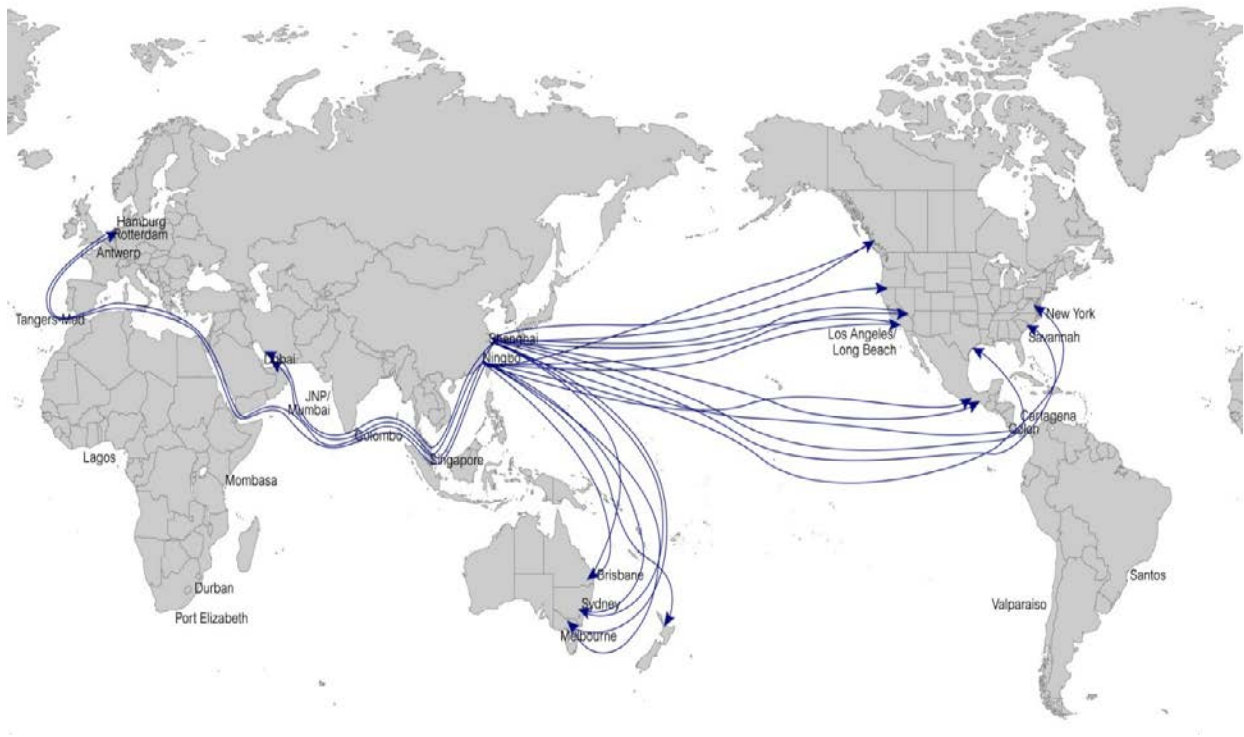 Hamburg
Rotterdam
Antwerp
Tangers-Med
Dubai
JNP/
Mumbai
Colombo
Singapore
Lagos
Mombasa
Durban
Port Elizabeth
Shanghai
Ningbo
Brisbane
Sydney
Melbourne
Los Angeles/
Long Beach
New York
Savannah
Cartagena
Colon
Santos
Valparaiso